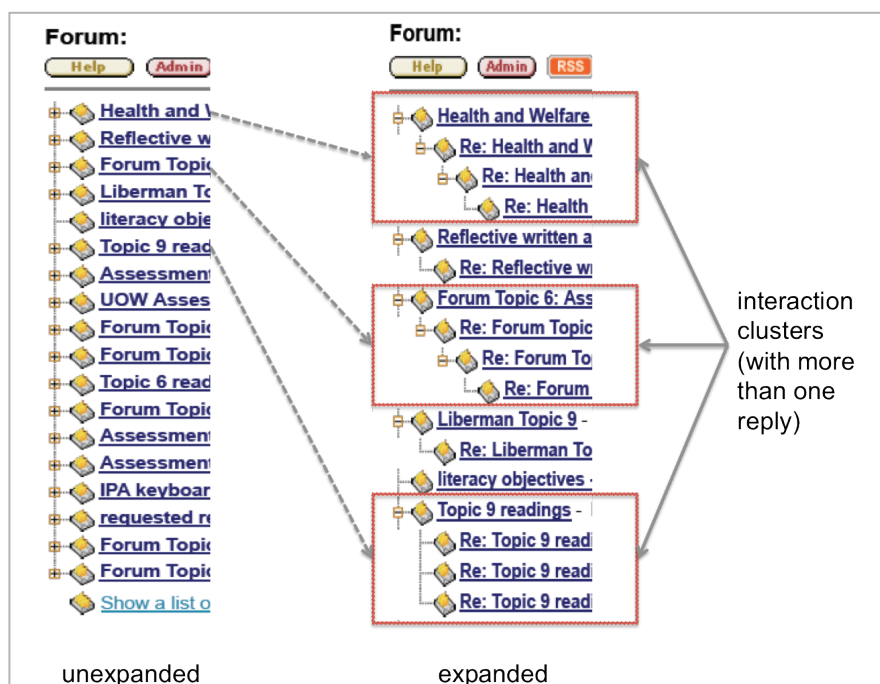 Forum:
Help Admin
Health and W
Reflective w
Forum Topic
Liberman To
literacy obje
Topic 9 read
Assessment
UOW Asses
Forum Topic
Forum Topic
Topic 6 read
Forum Topic
Assessment
Assessment
IPA keyboar
requested re
Forum Topic
Forum Topic
Show a list o
unexpanded
Forum:
Help Admin RSS
Health and Welfare
Re: Health and W
Re: Health and
Re: Health
Reflective written a
Re: Reflective wr
Forum Topic 6: Ass
Re: Forum Topic
Re: Forum To
Re: Forum
Liberman Topic 9 -
Re: Liberman To
literacy objectives -
Topic 9 readings -
Re: Topic 9 readi
Re: Topic 9 readi
Re: Topic 9 readi
expanded
interaction
clusters
(with more
than one
reply)